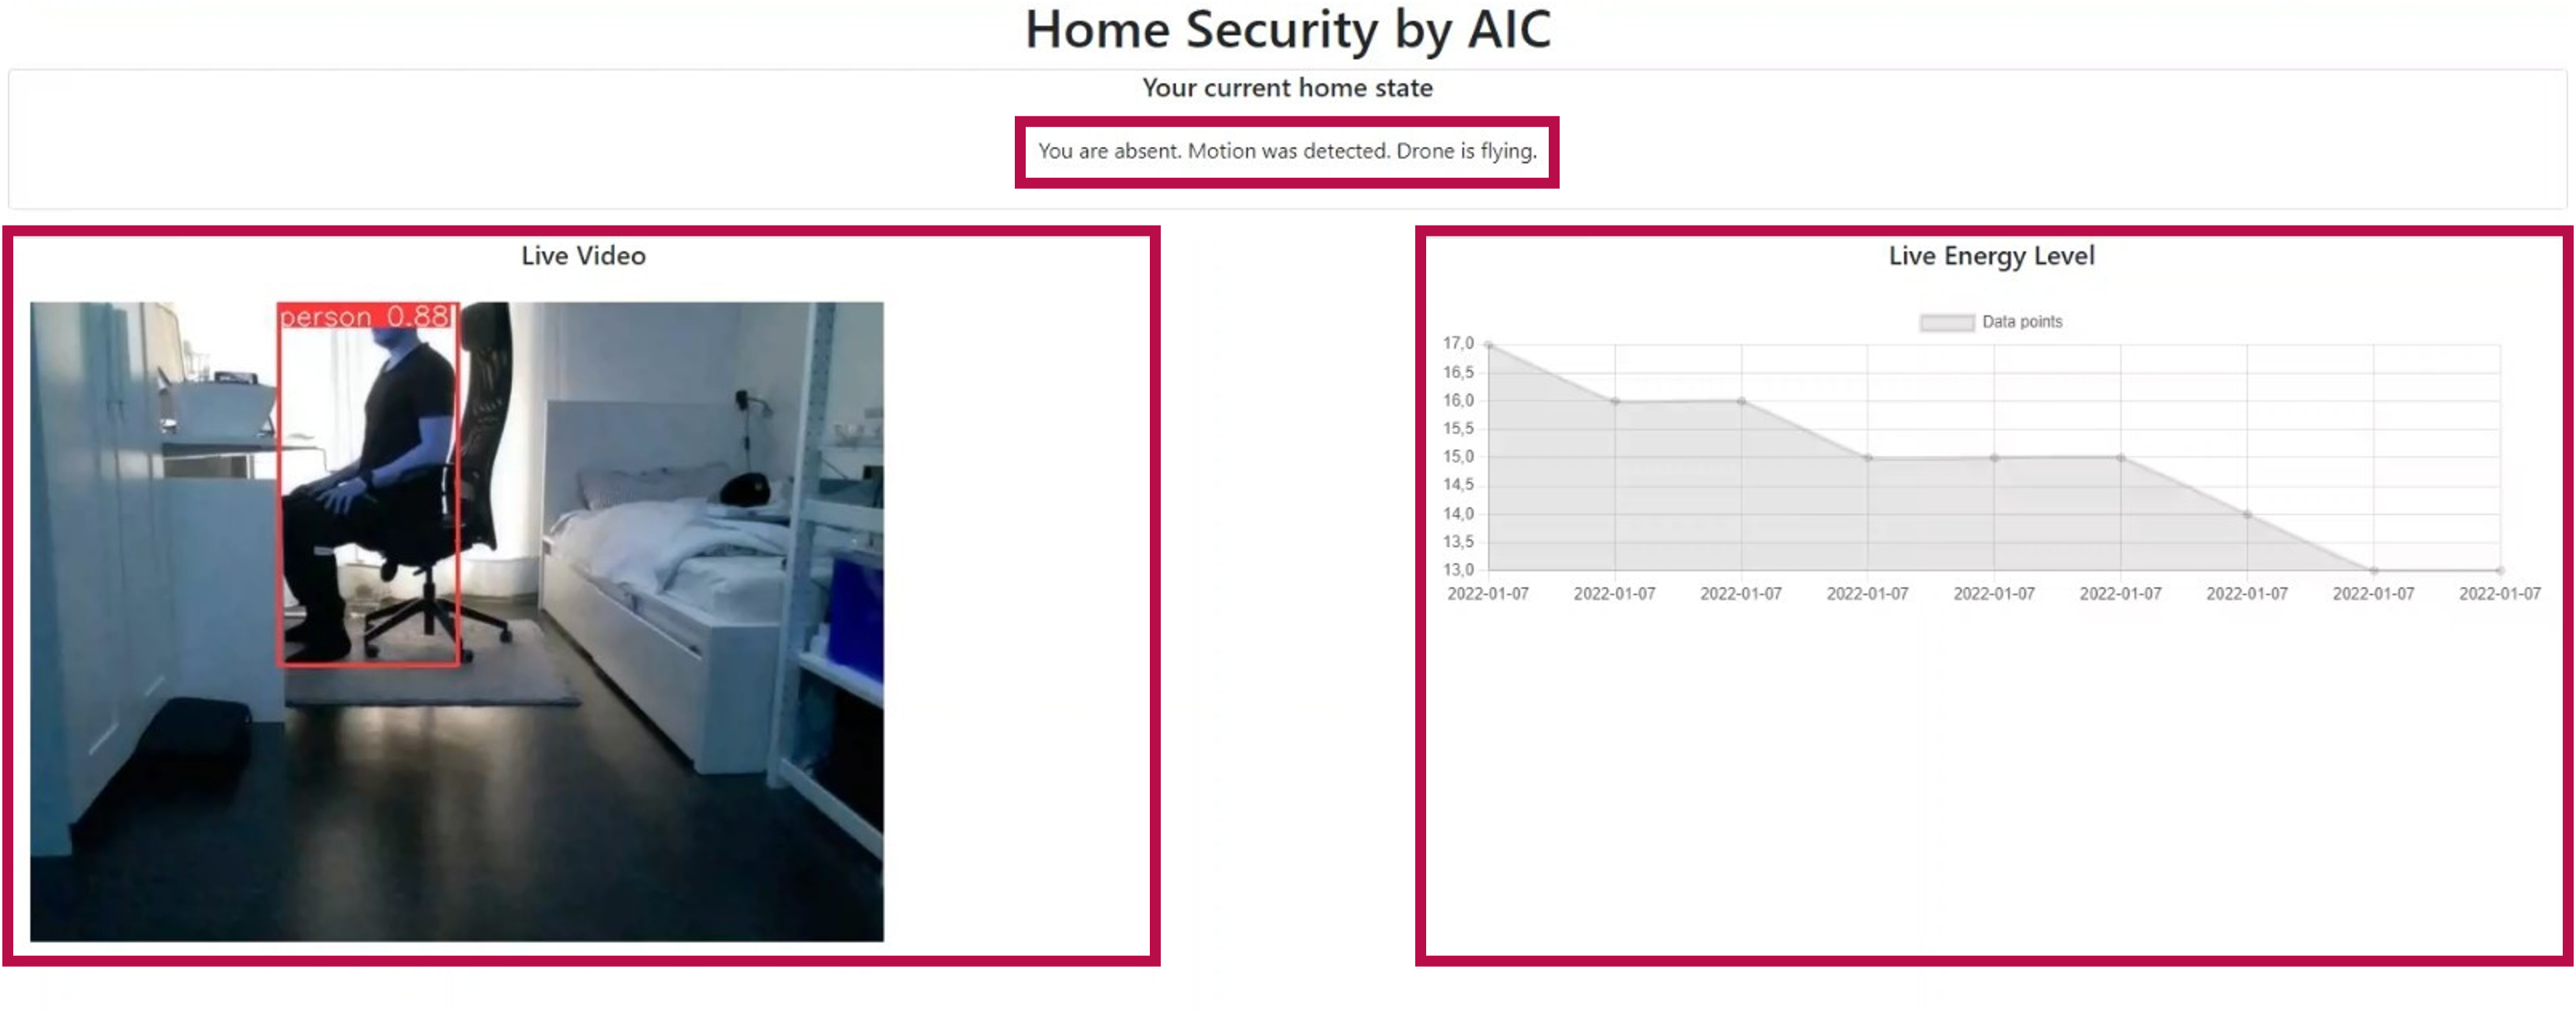 Home Security by AIC
Your current home state
You are absent. Motion was detected. Drone is flying.
Live Video
person 0.88
Live Energy Level
Data points
17,0
16,5
16,0
15,5
15,0
14,5
14,0
13,5
13,0
2022-01-07 2022-01-07 2022-01-07 2022-01-07 2022-01-07 2022-01-07 2022-01-07 2022-01-07 2022-01-07